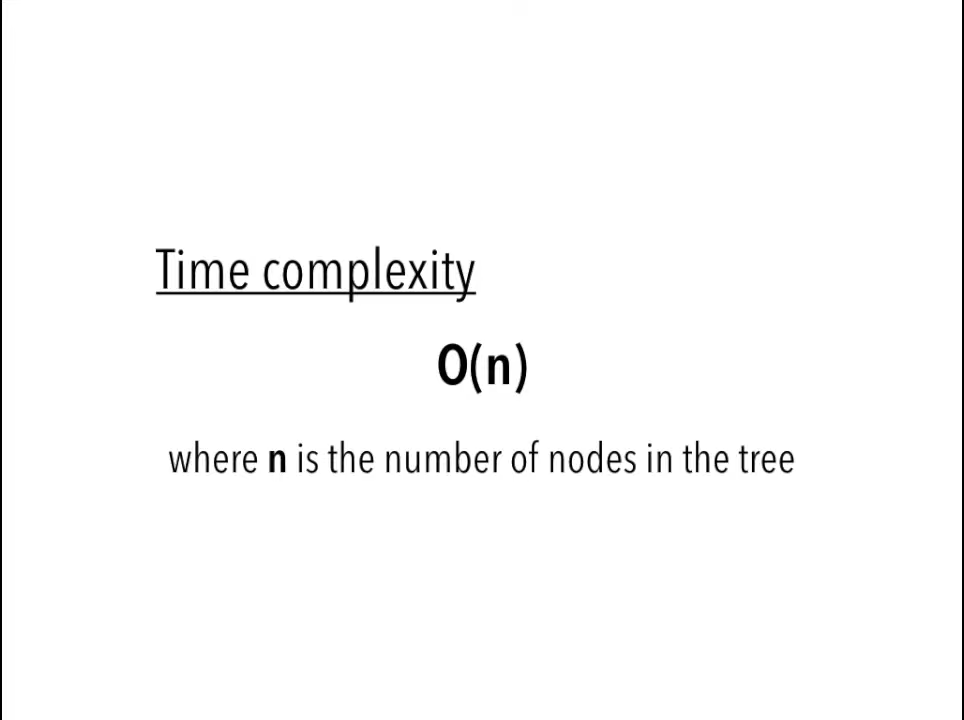 Time complexity
O(n)
where n is the number of nodes in the tree